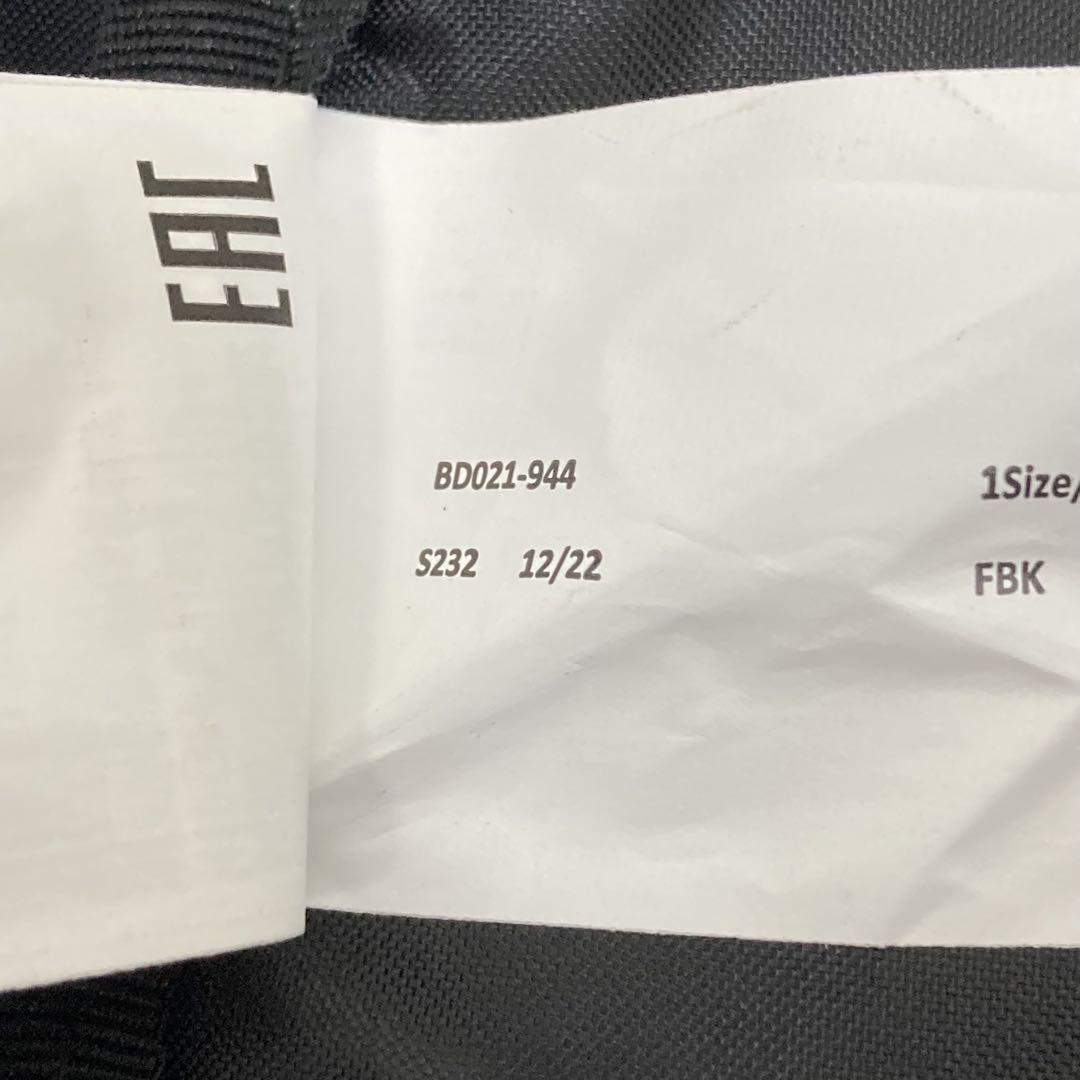 EAC
BD021-944
S232 12/22
1Size/
FBK